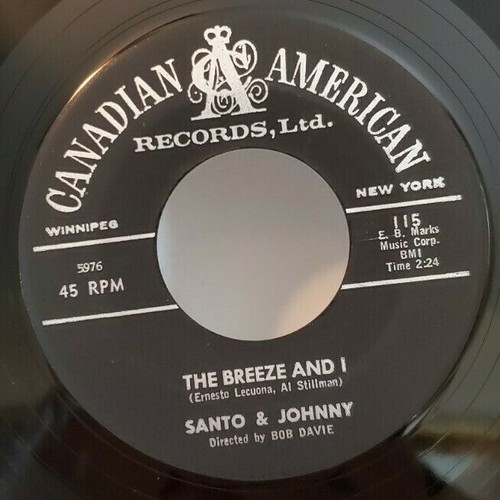 CANADIAN AMERICAN
RECORDS, Ltd.
WINNIPEG
NEW YORK
5976
45 RPM
115
E. B. Marks
Music Corp.
BMI
Time 2:24
THE BREEZE AND I
(Ernesto Lecuona, Al Stillman)
SANTO & JOHNNY
Directed by BOB DAVIE